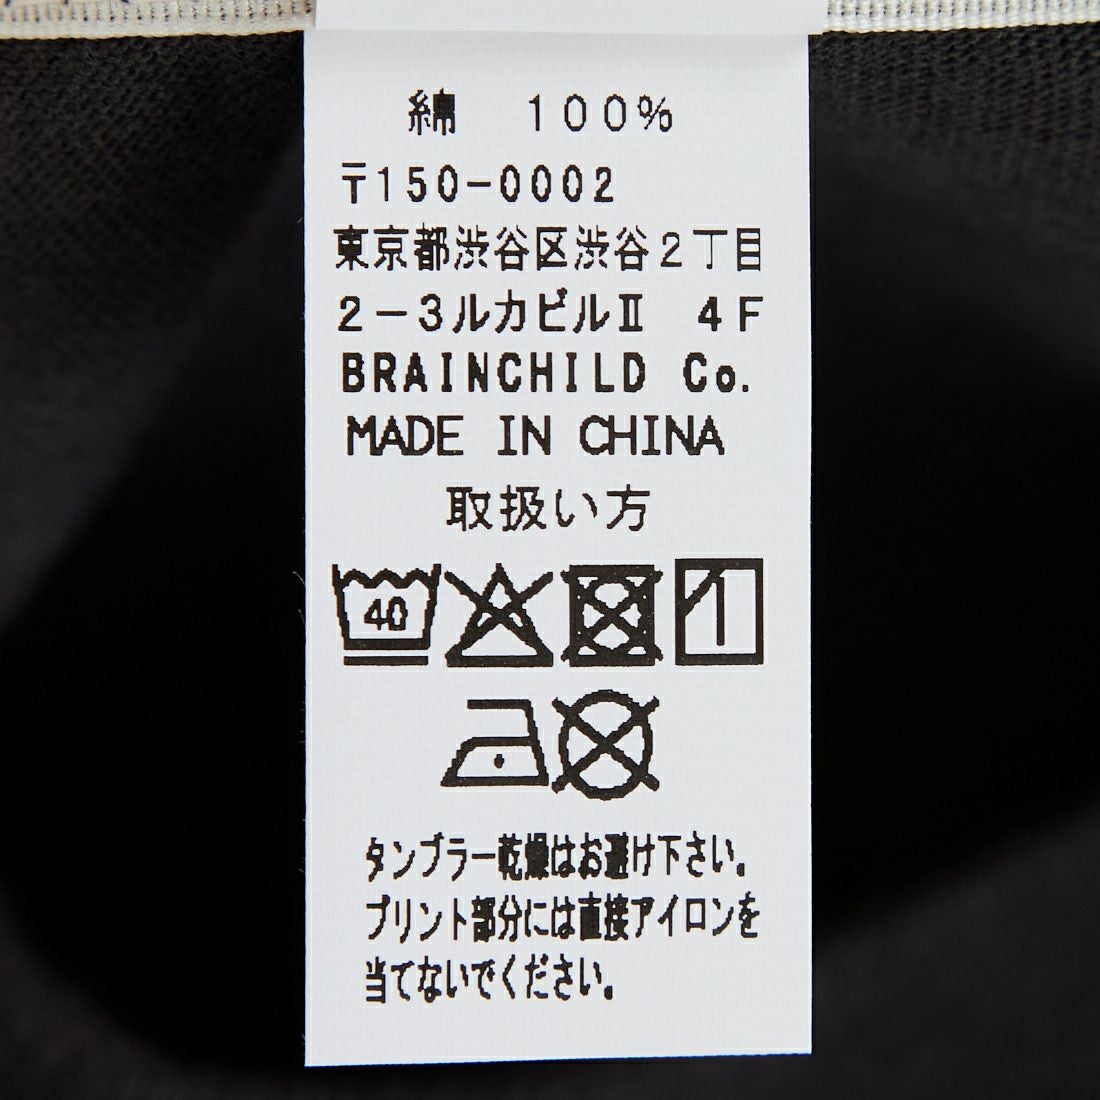 綿　100%
〒150-0002
東京都渋谷区渋谷2丁目
2-3ルカビルⅡ　4F
BRAINCHILD Co.
MADE IN CHINA
取扱い方
40
タンブラー乾燥はお避け下さい。
プリント部分には直接アイロンを
当てないでください。